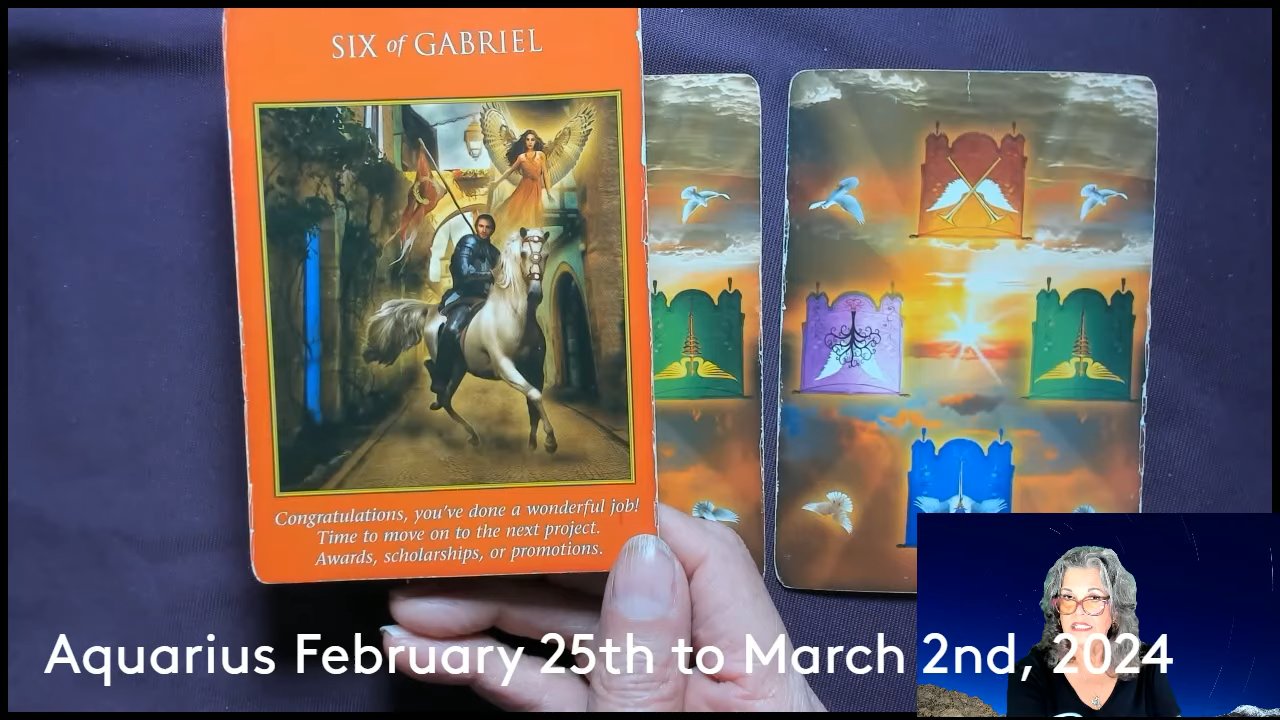 SIX of GABRIEL
Congratulations, you've done a wonderful job!
Time to move on to the next project.
Awards, scholarships, or promotions.
Aquarius February 25th to March 2nd, 2024